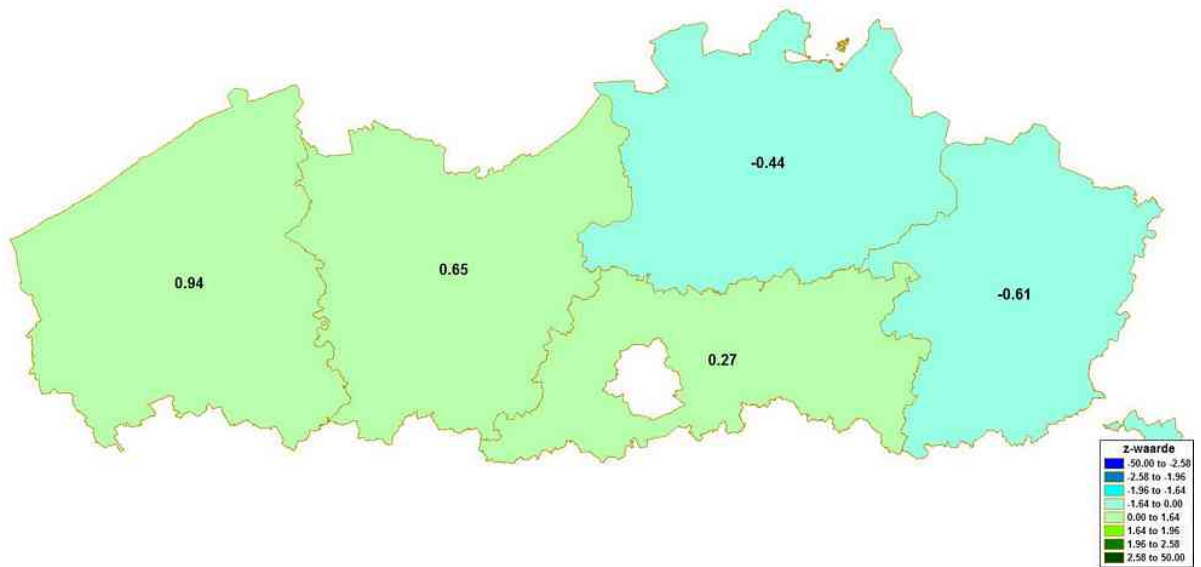 -0.44
0.94
0.65
-0.61
0.27
z-waarde
-50.00 to -2.58
-2.58 to -1.96
-1.96 to -1.64
-1.64 to 0.00
0.00 to 1.64
1.64 to 1.96
1.96 to 2.58
2.58 to 50.00